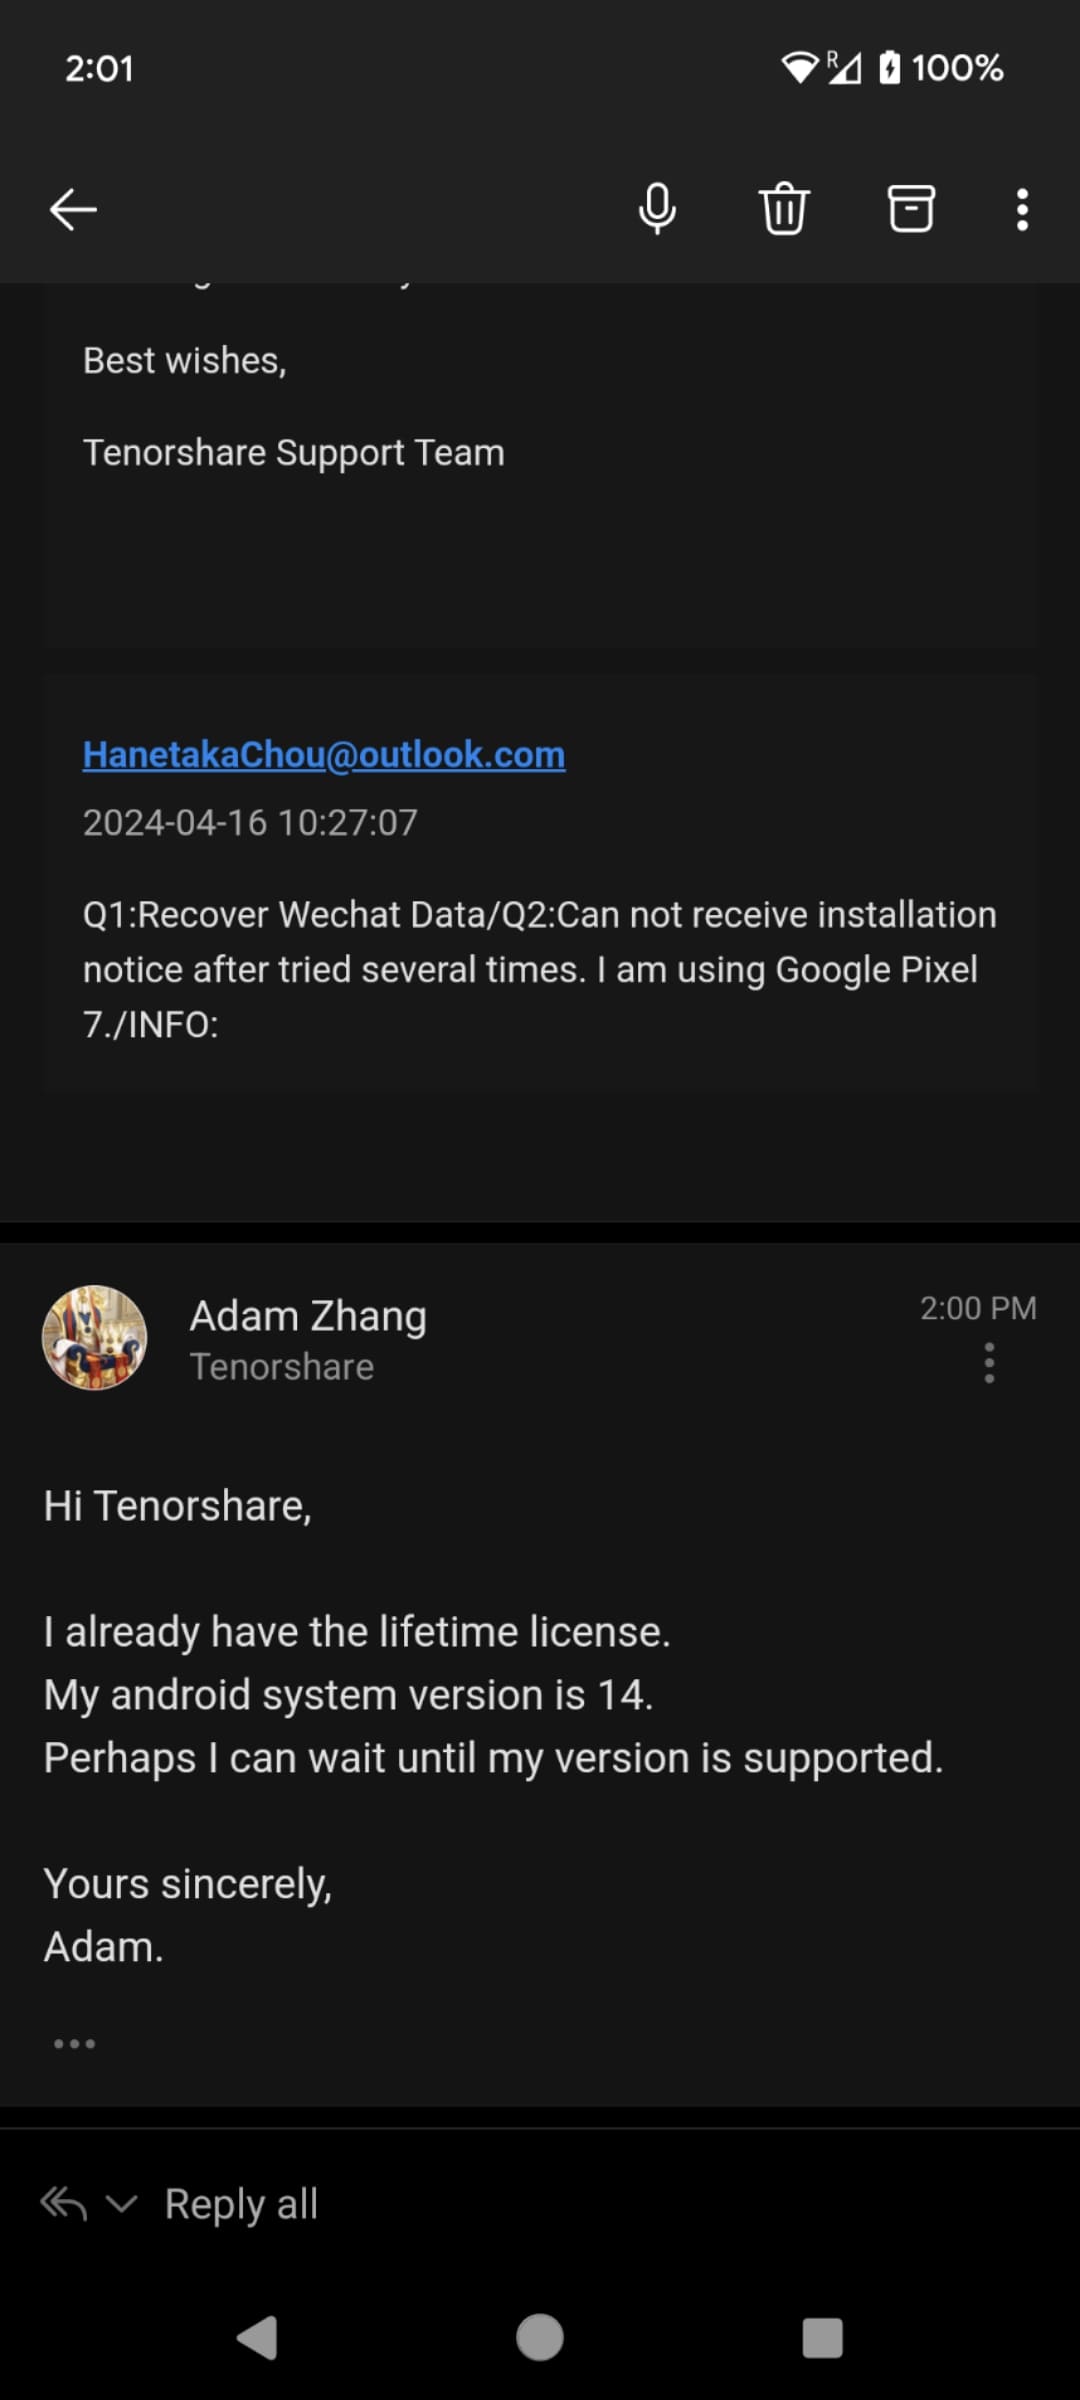 2:01
R 100%
Best wishes,
Tenorshare Support Team
HanetakaChou@outlook.com
2024-04-16 10:27:07
Q1:Recover Wechat Data/Q2:Can not receive installation
notice after tried several times. I am using Google Pixel
7./INFO:
Adam Zhang
2:00 PM
Tenorshare
Hi Tenorshare,
I already have the lifetime license.
My android system version is 14.
Perhaps I can wait until my version is supported.
Yours sincerely,
Adam.
Reply all